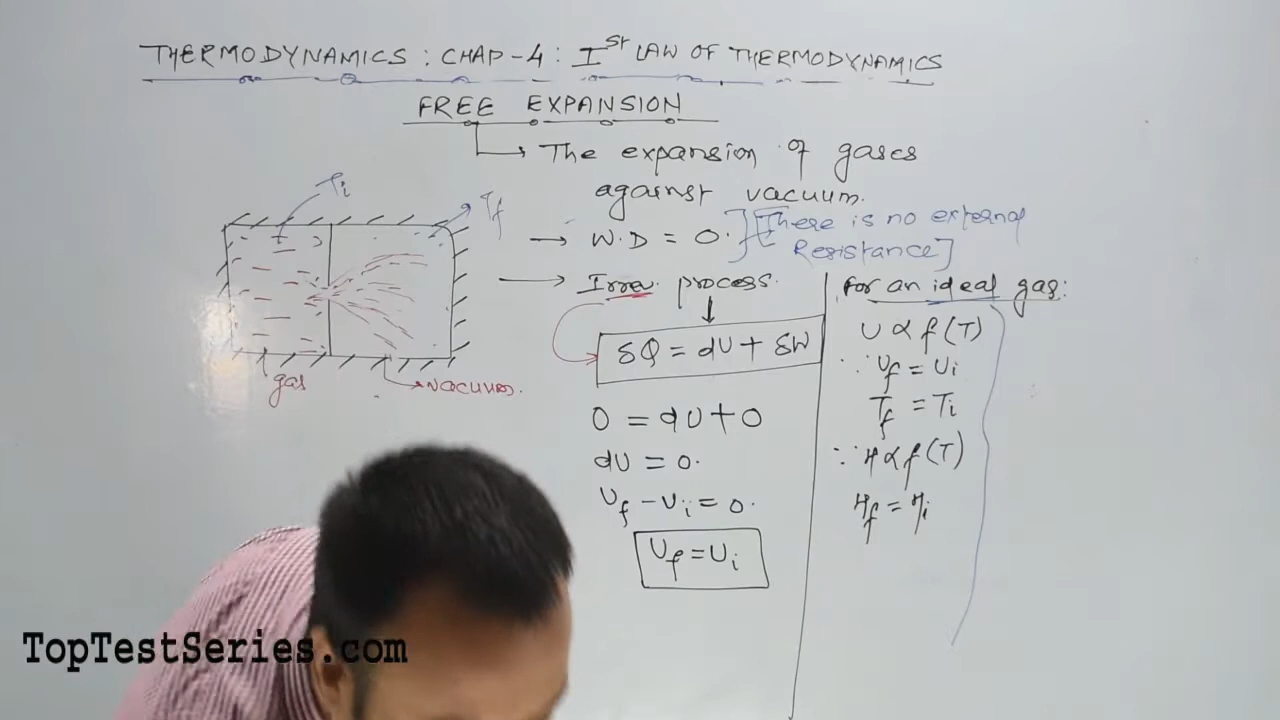 THERMODYNAMICS : CHAP-4 : Ist LAW OF THERMODYNAMICS
FREE EXPANSION
→ The expansion of gases
against vacuum.
→ W.D = 0. } [There is no external
Resistance]
→ Irrev. process.
δQ = dU + δW
0 = dU + 0
dU = 0.
Uf - Ui = 0.
Uf = Ui
For an ideal gas:
U ∝ f(T)
∵ Uf = Ui
Tf = Ti
∵ H ∝ f(T)
Hf = Hi
Ti
Tf
gas
vacuum.
TopTestSeries.com